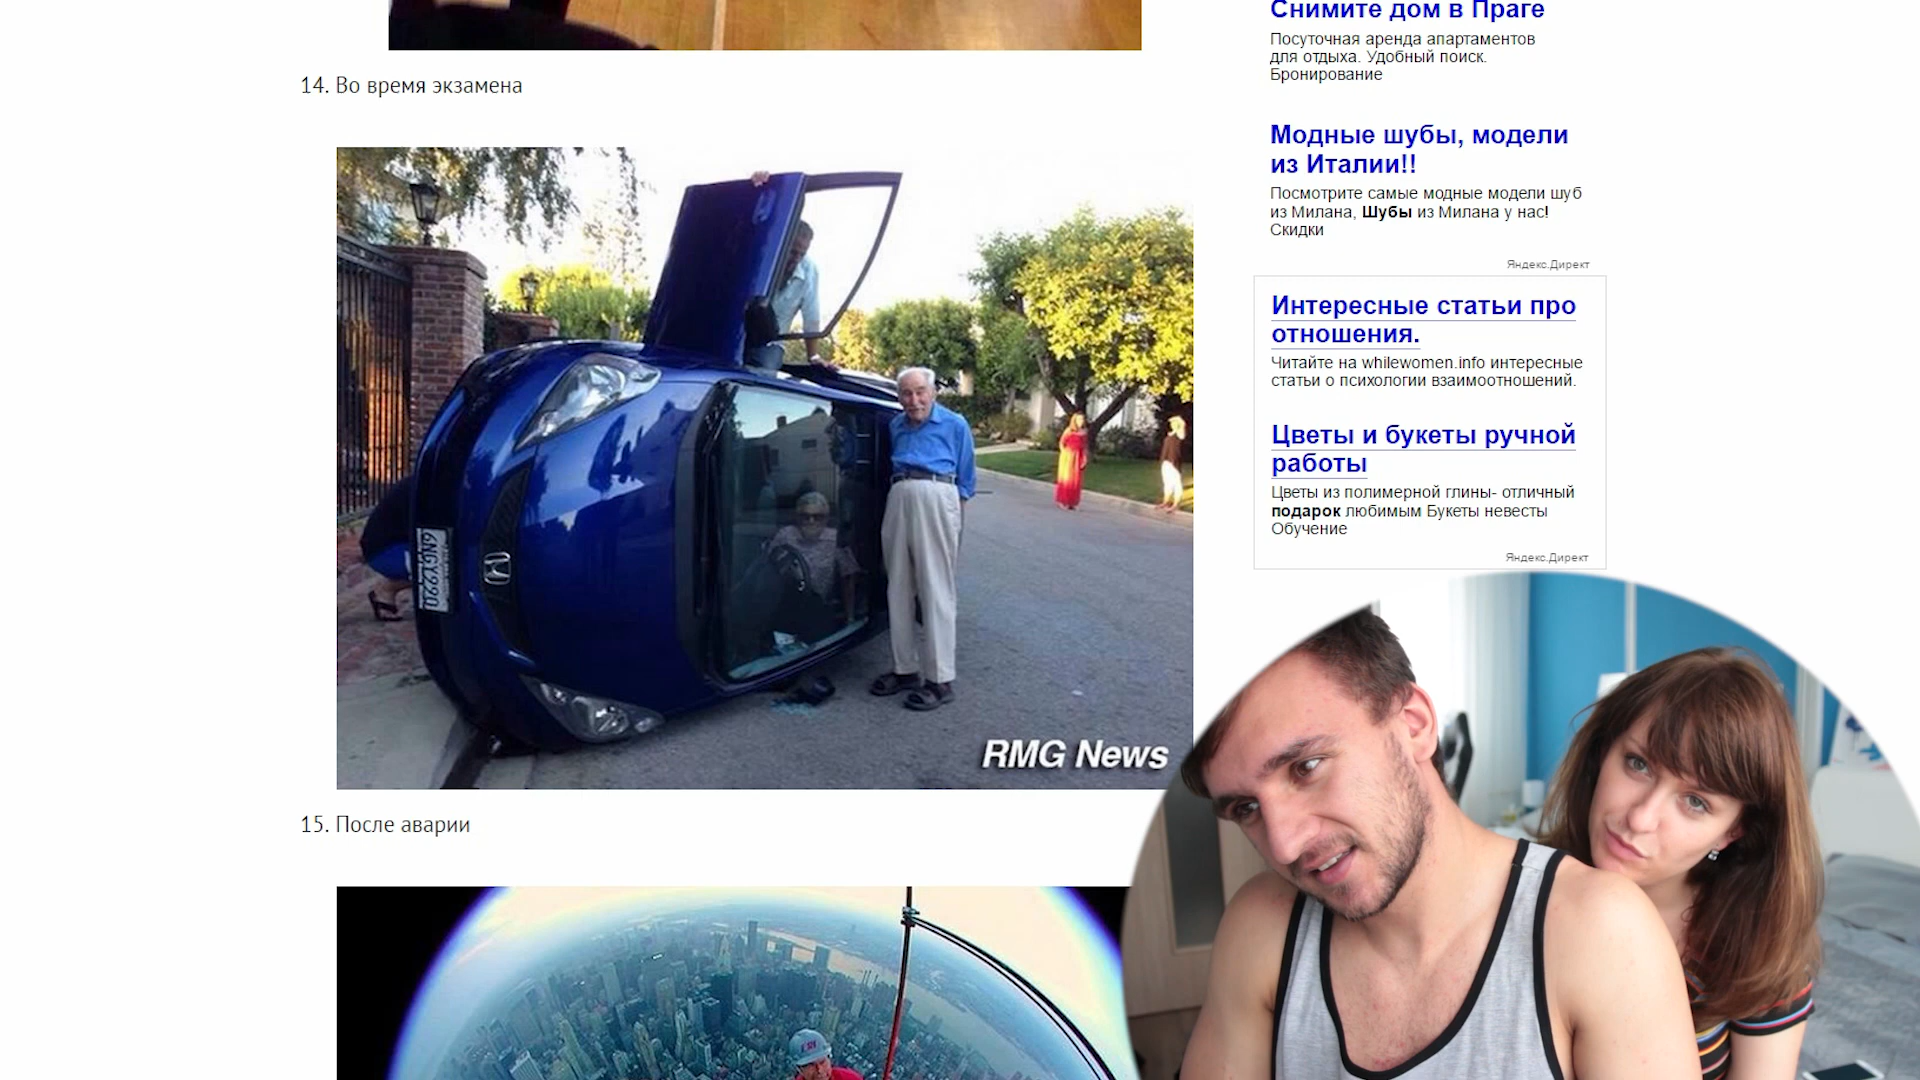 14. Во время экзамена
6NGY220
RMG News
15. После аварии
Снимите дом в Праге
Посуточная аренда апартаментов
для отдыха. Удобный поиск.
Бронирование
Модные шубы, модели
из Италии!!
Посмотрите самые модные модели шуб
из Милана, Шубы из Милана у нас!
Скидки
Яндекс.Директ
Интересные статьи про
отношения.
Читайте на whilewomen.info интересные
статьи о психологии взаимоотношений.
Цветы и букеты ручной
работы
Цветы из полимерной глины- отличный
подарок любимым Букеты невесты
Обучение
Яндекс.Директ